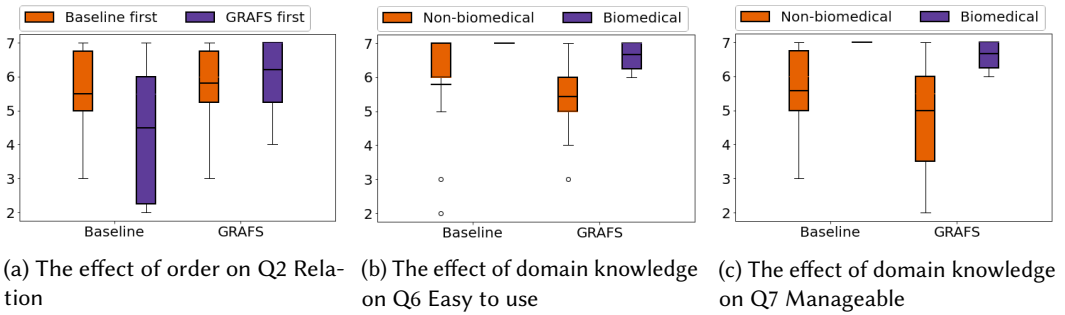 Baseline first GRAFS first
7
6
5
4
3
2
Baseline GRAFS
(a) The effect of order on Q2 Rela-
tion
Non-biomedical Biomedical
7
6
5
4
3
2
Baseline GRAFS
(b) The effect of domain knowledge
on Q6 Easy to use
Non-biomedical Biomedical
7
6
5
4
3
2
Baseline GRAFS
(c) The effect of domain knowledge
on Q7 Manageable